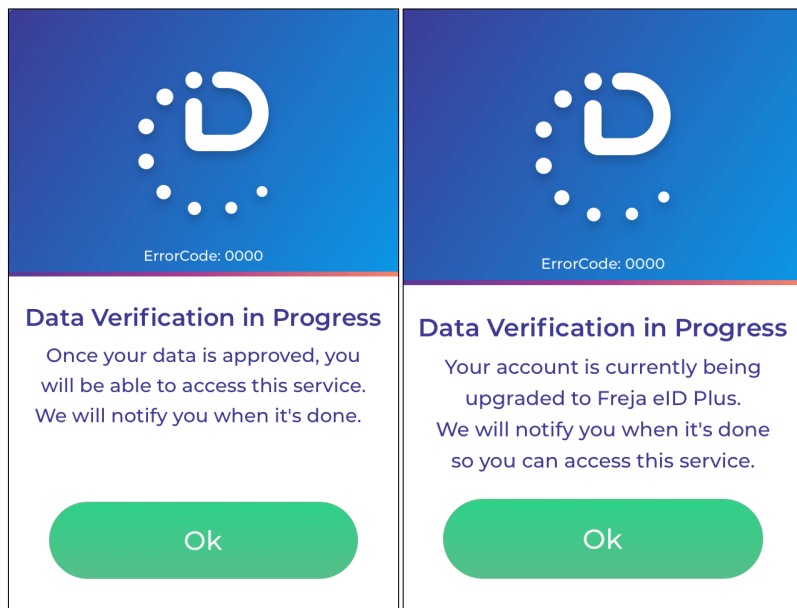 ErrorCode: 0000
Data Verification in Progress
Once your data is approved, you
will be able to access this service.
We will notify you when it's done.
Ok
ErrorCode: 0000
Data Verification in Progress
Your account is currently being
upgraded to Freja eID Plus.
We will notify you when it's done
so you can access this service.
Ok